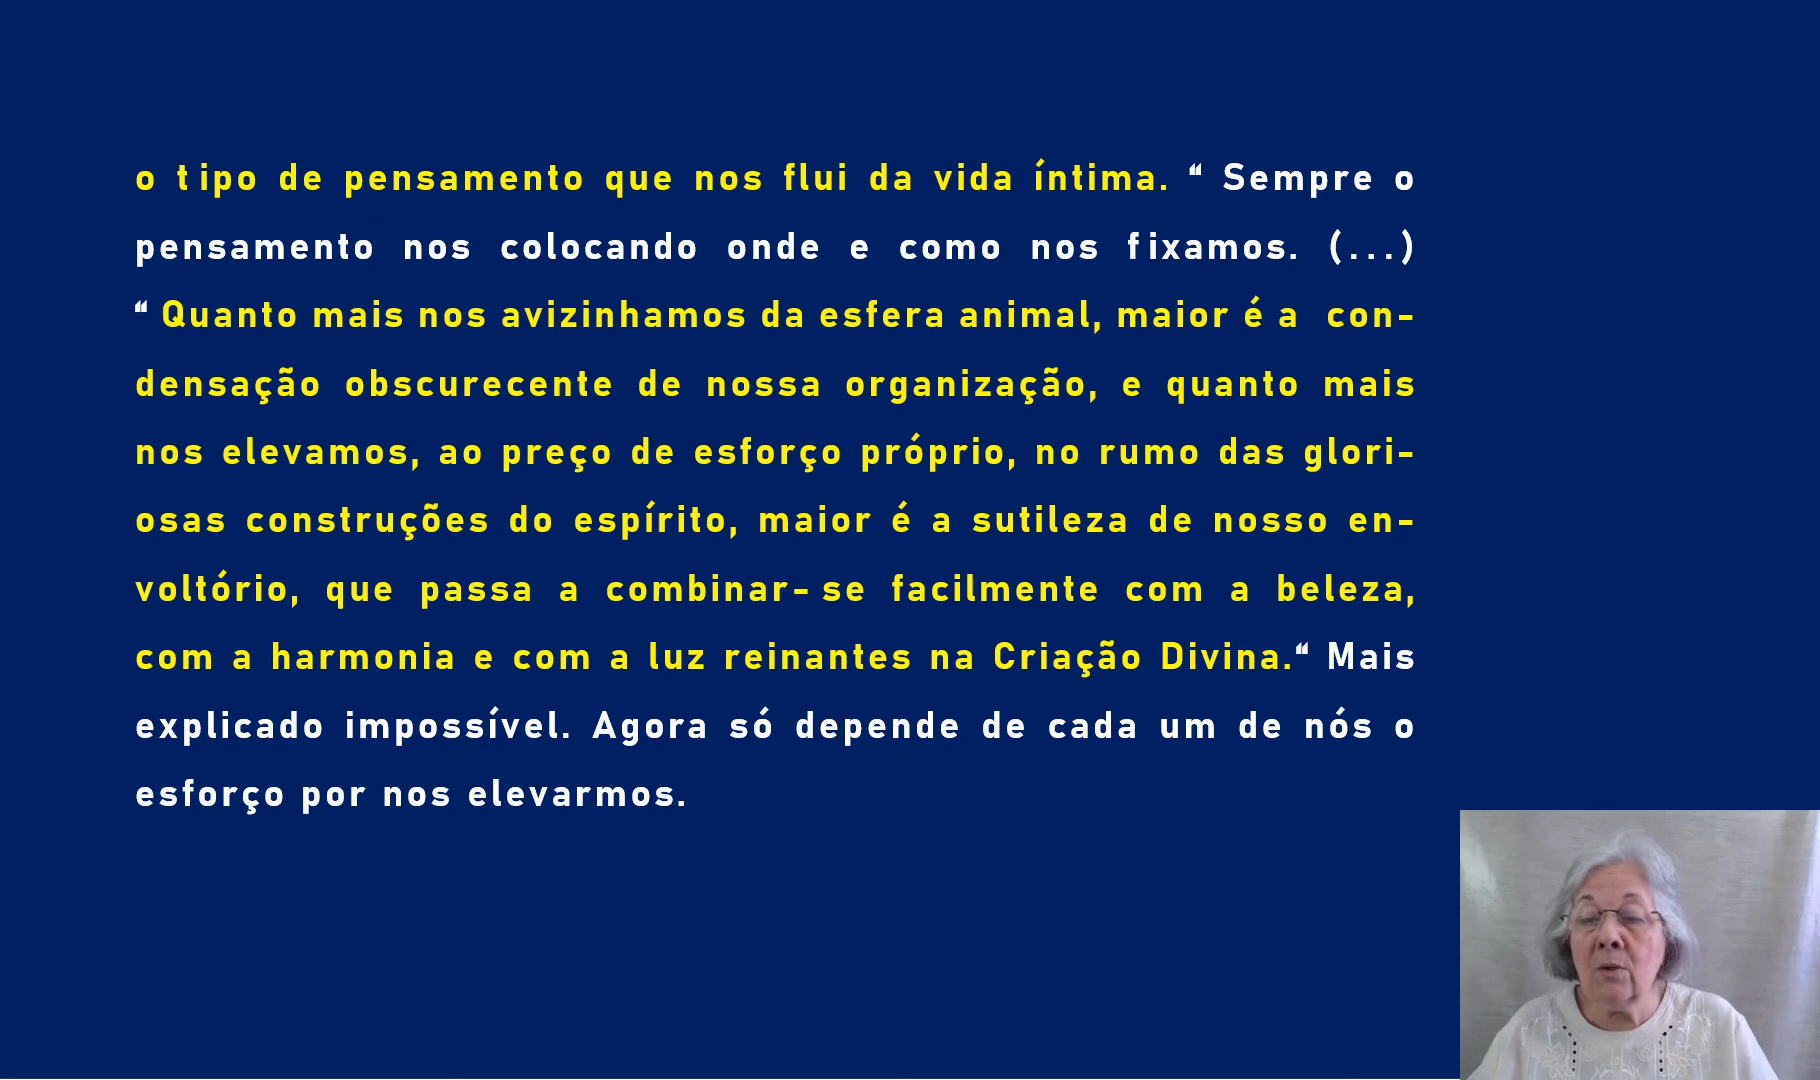 o tipo de pensamento que nos flui da vida íntima. “ Sempre o
pensamento nos colocando onde e como nos fixamos. (...)
“ Quanto mais nos avizinhamos da esfera animal, maior é a con-
densação obscurecente de nossa organização, e quanto mais
nos elevamos, ao preço de esforço próprio, no rumo das glori-
osas construções do espírito, maior é a sutileza de nosso en-
voltório, que passa a combinar-se facilmente com a beleza,
com a harmonia e com a luz reinantes na Criação Divina.“ Mais
explicado impossível. Agora só depende de cada um de nós o
esforço por nos elevarmos.